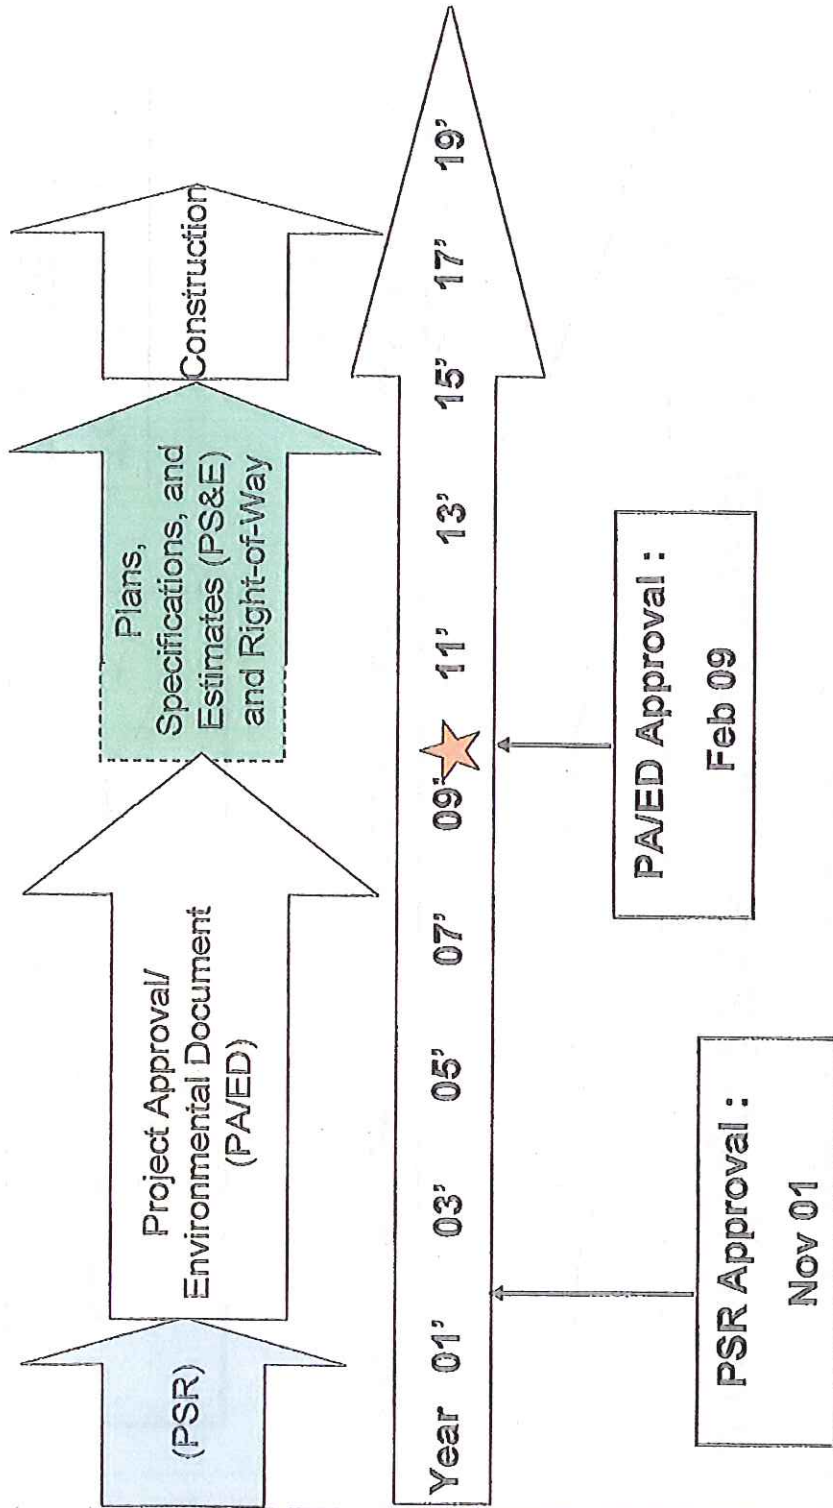 (PSR)
Project Approval/
Environmental Document
(PA/ED)
Plans,
Specifications, and
Estimates (PS&E)
and Right-of-Way
Construction
Year 01' 03' 05' 07' 09' 11' 13' 15' 17' 19'
PSR Approval :
Nov 01
PA/ED Approval :
Feb 09